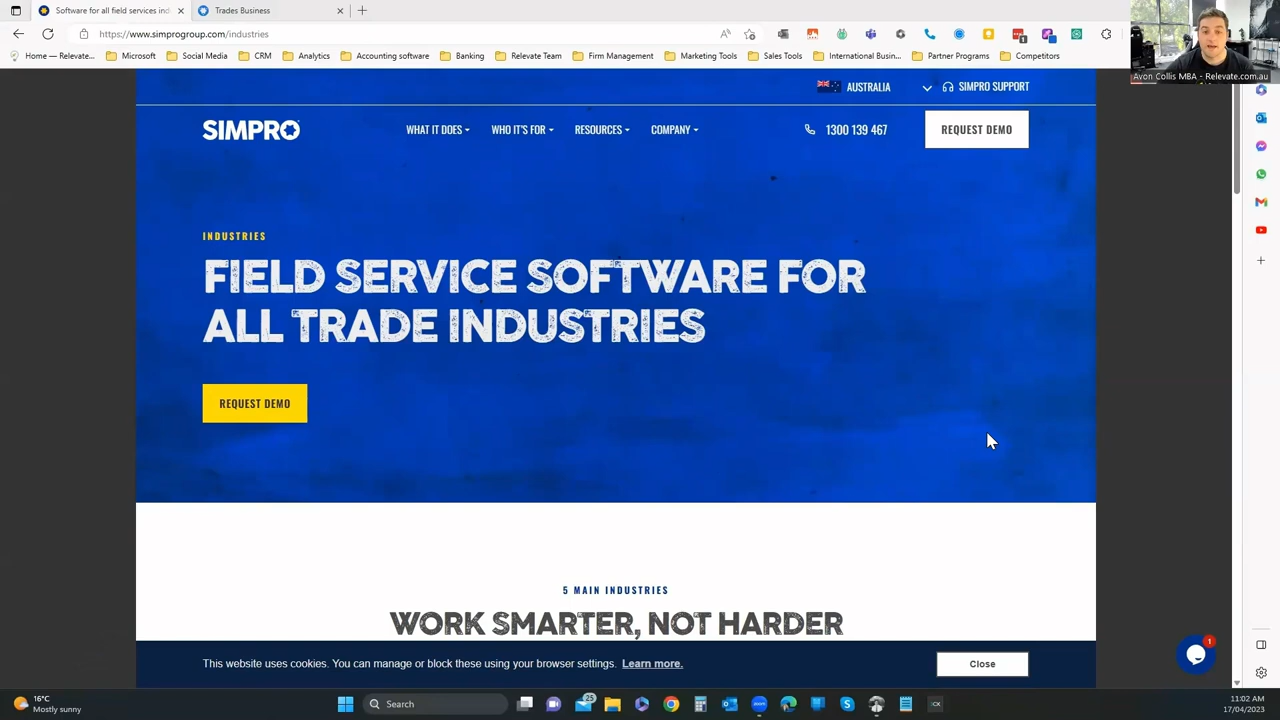 Software for all field services ind
Trades Business
https://www.simprogroup.com/industries
Home — Relevate...
Microsoft
Social Media
CRM
Analytics
Accounting software
Banking
Relevate Team
Firm Management
Marketing Tools
Sales Tools
International Busin...
Partner Programs
Competitors
Avon Collis MBA - Relevate.com.au
AUSTRALIA
SIMPRO SUPPORT
SIMPRO
WHAT IT DOES
WHO IT'S FOR
RESOURCES
COMPANY
1300 139 467
REQUEST DEMO
INDUSTRIES
FIELD SERVICE SOFTWARE FOR
ALL TRADE INDUSTRIES
REQUEST DEMO
5 MAIN INDUSTRIES
WORK SMARTER, NOT HARDER
This website uses cookies. You can manage or block these using your browser settings. Learn more.
Close
1
16°C
Mostly sunny
Search
25
11:02 AM
17/04/2023